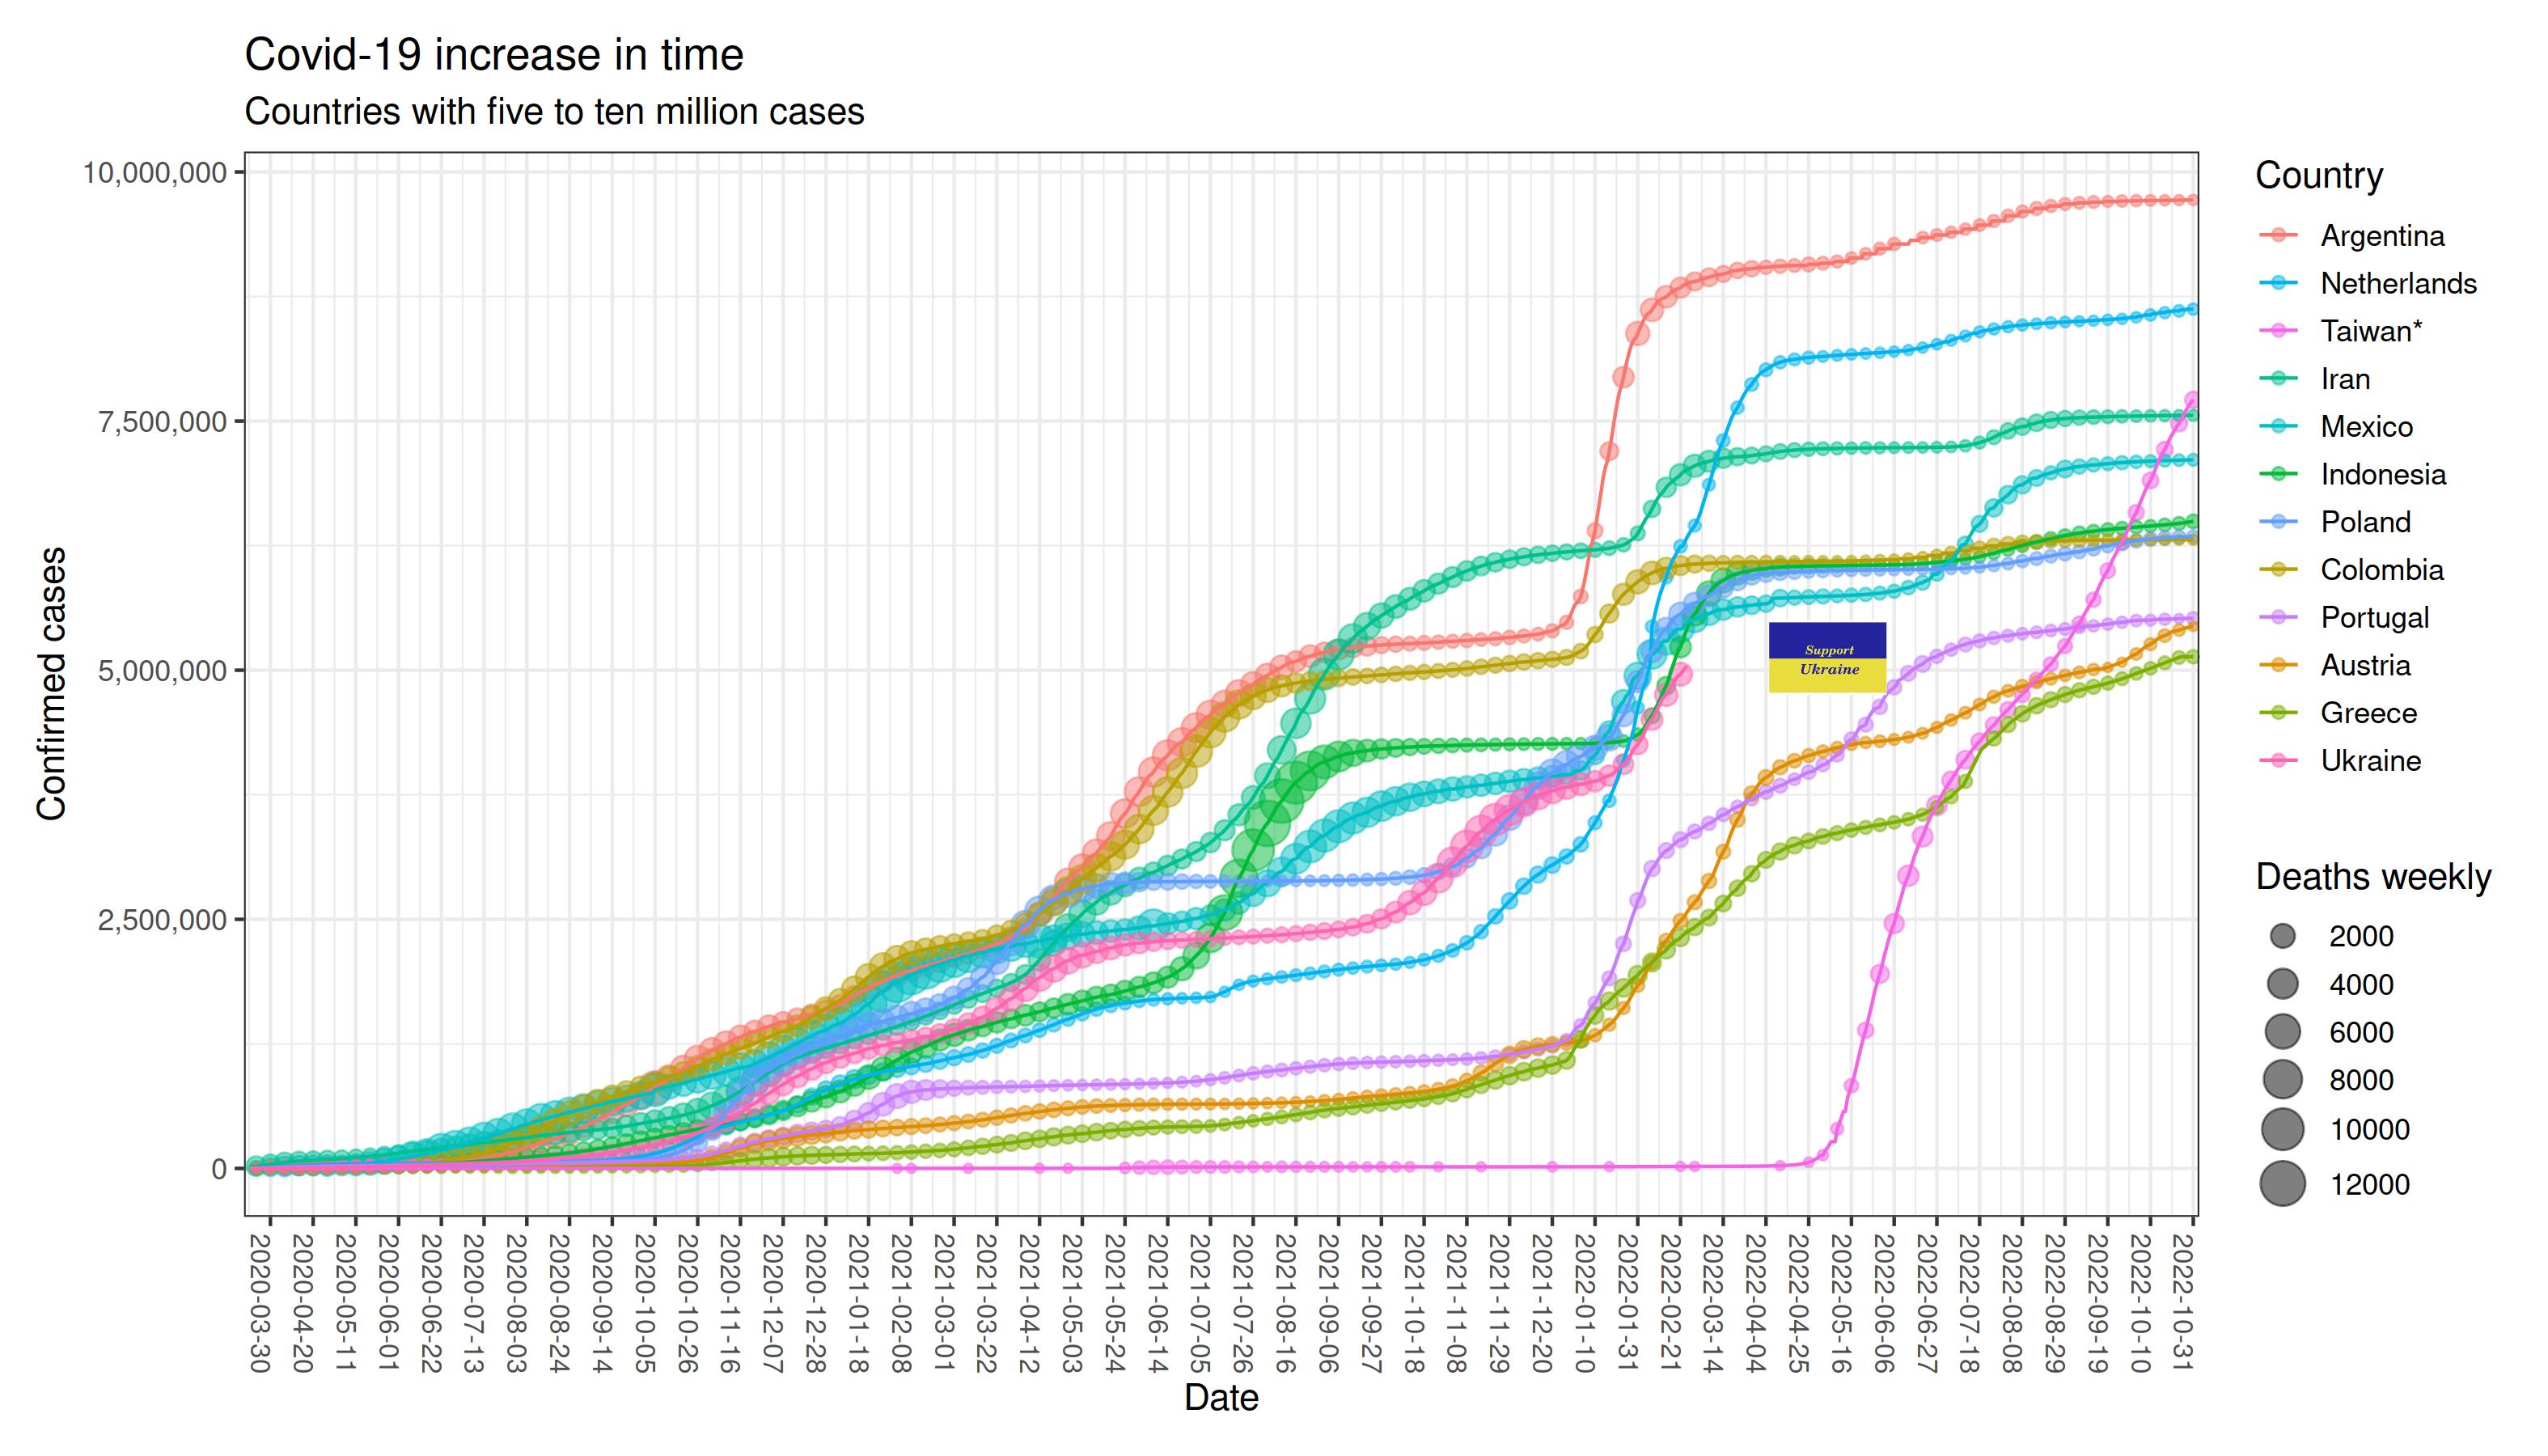 Covid-19 increase in time
Countries with five to ten million cases
Confirmed cases
10,000,000
7,500,000
5,000,000
2,500,000
0
Support
Ukraine
2020-03-30
2020-04-20
2020-05-11
2020-06-01
2020-06-22
2020-07-13
2020-08-03
2020-08-24
2020-09-14
2020-10-05
2020-10-26
2020-11-16
2020-12-07
2020-12-28
2021-01-18
2021-02-08
2021-03-01
2021-03-22
2021-04-12
2021-05-03
2021-05-24
2021-06-14
2021-07-05
2021-07-26
2021-08-16
2021-09-06
2021-09-27
2021-10-18
2021-11-08
2021-11-29
2021-12-20
2022-01-10
2022-01-31
2022-02-21
2022-03-14
2022-04-04
2022-04-25
2022-05-16
2022-06-06
2022-06-27
2022-07-18
2022-08-08
2022-08-29
2022-09-19
2022-10-10
2022-10-31
Date
Country
Argentina
Netherlands
Taiwan*
Iran
Mexico
Indonesia
Poland
Colombia
Portugal
Austria
Greece
Ukraine
Deaths weekly
2000
4000
6000
8000
10000
12000